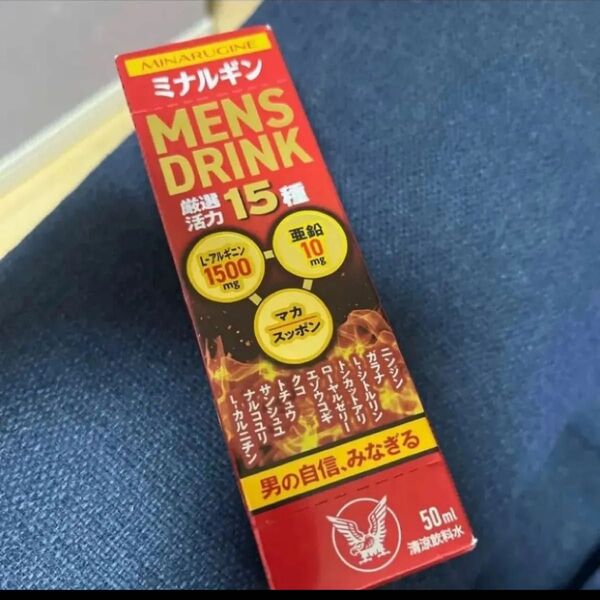 MINARUGINE
ミナルギン
MENS
DRINK
厳選
活力
15種
L-アルギニン
1500
mg
亜鉛
10
mg
マカ
スッポン
ニンジン
ガラナ
L-シトルリン
トンカットアリ
ローヤルゼリー
エゾウコギ
クコ
トチュウ
サンシュユ
ナルコユリ
L-カルニチン
男の自信、みなぎる
50ml
清涼飲料水